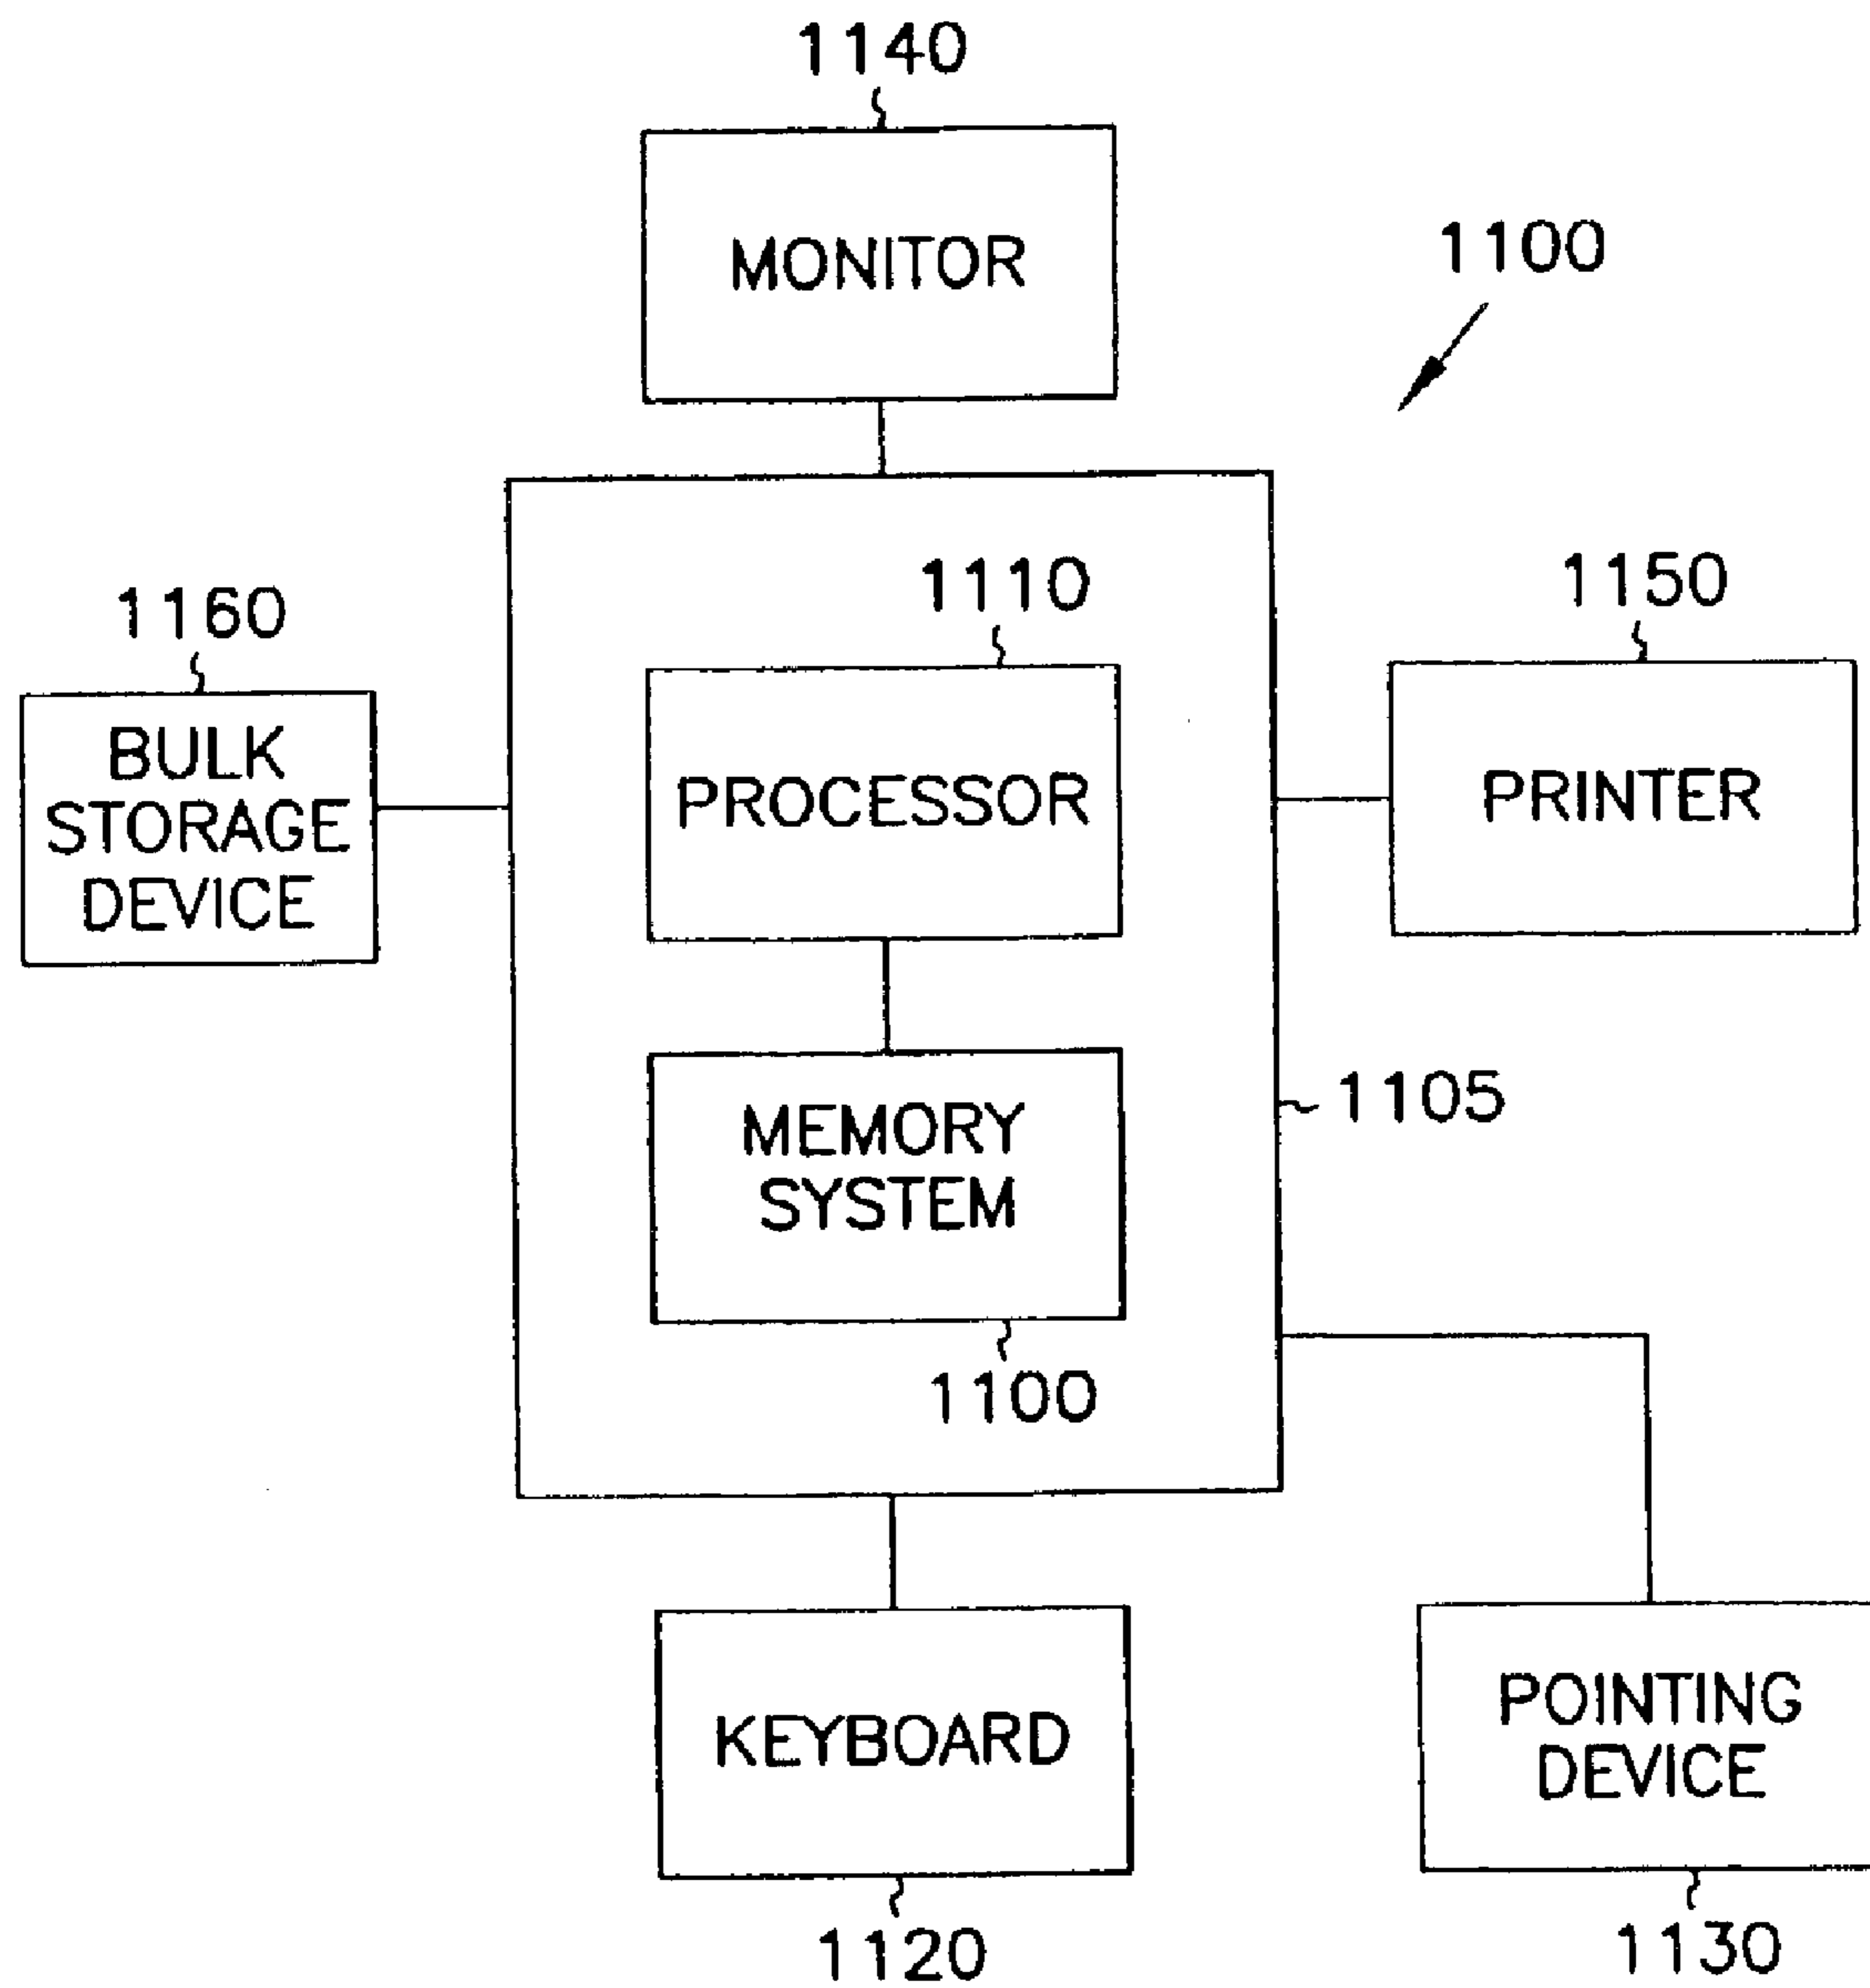 1140
MONITOR
1100
1110
1150
1160
BULK
STORAGE
DEVICE
PROCESSOR
PRINTER
1105
MEMORY
SYSTEM
1100
KEYBOARD
POINTING
DEVICE
1120
1130